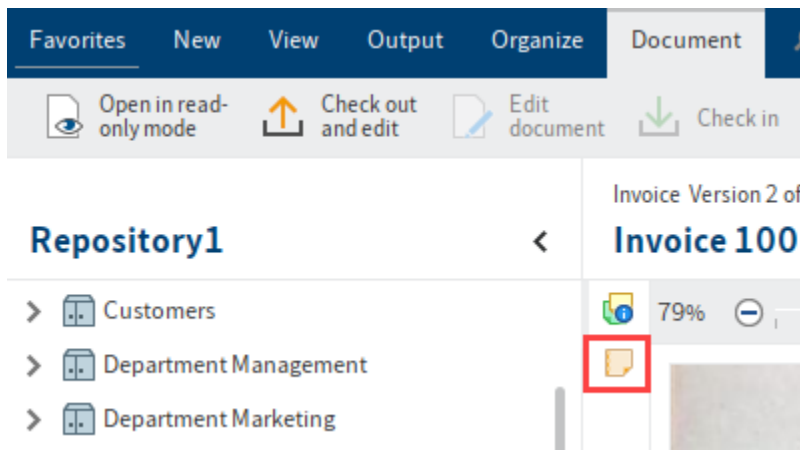 Favorites New View Output Organize Document
Open in read-
only mode
Check out
and edit
Edit
document
Check in
Invoice Version 2 of
Repository1
Invoice 100
Customers
79%
Department Management
Department Marketing